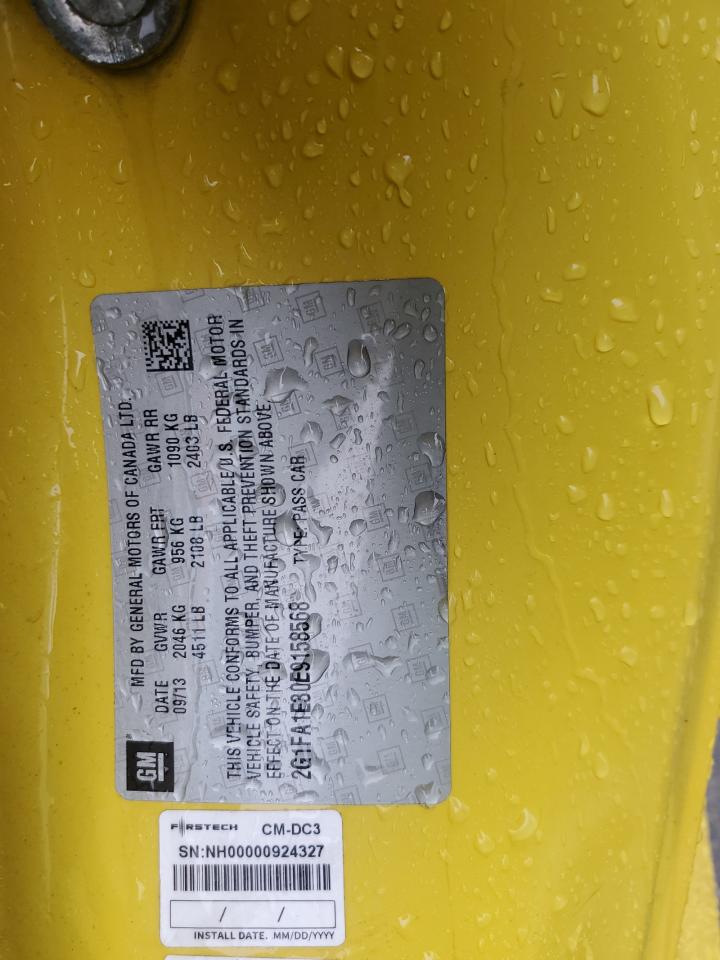 GM
MFD BY GENERAL MOTORS OF CANADA LTD.
DATE GVWR GAWR FRT GAWR RR
09/13 2046 KG 956 KG 1090 KG
4511 LB 2108 LB 2403 LB
THIS VEHICLE CONFORMS TO ALL APPLICABLE U.S. FEDERAL MOTOR
VEHICLE SAFETY, BUMPER, AND THEFT PREVENTION STANDARDS IN
EFFECT ON THE DATE OF MANUFACTURE SHOWN ABOVE
2G1FA1E30E9158568 TYPE: PASS CAR
FIRSTECH CM-DC3
SN:NH00000924327
/ /
INSTALL DATE. MM/DD/YYYY